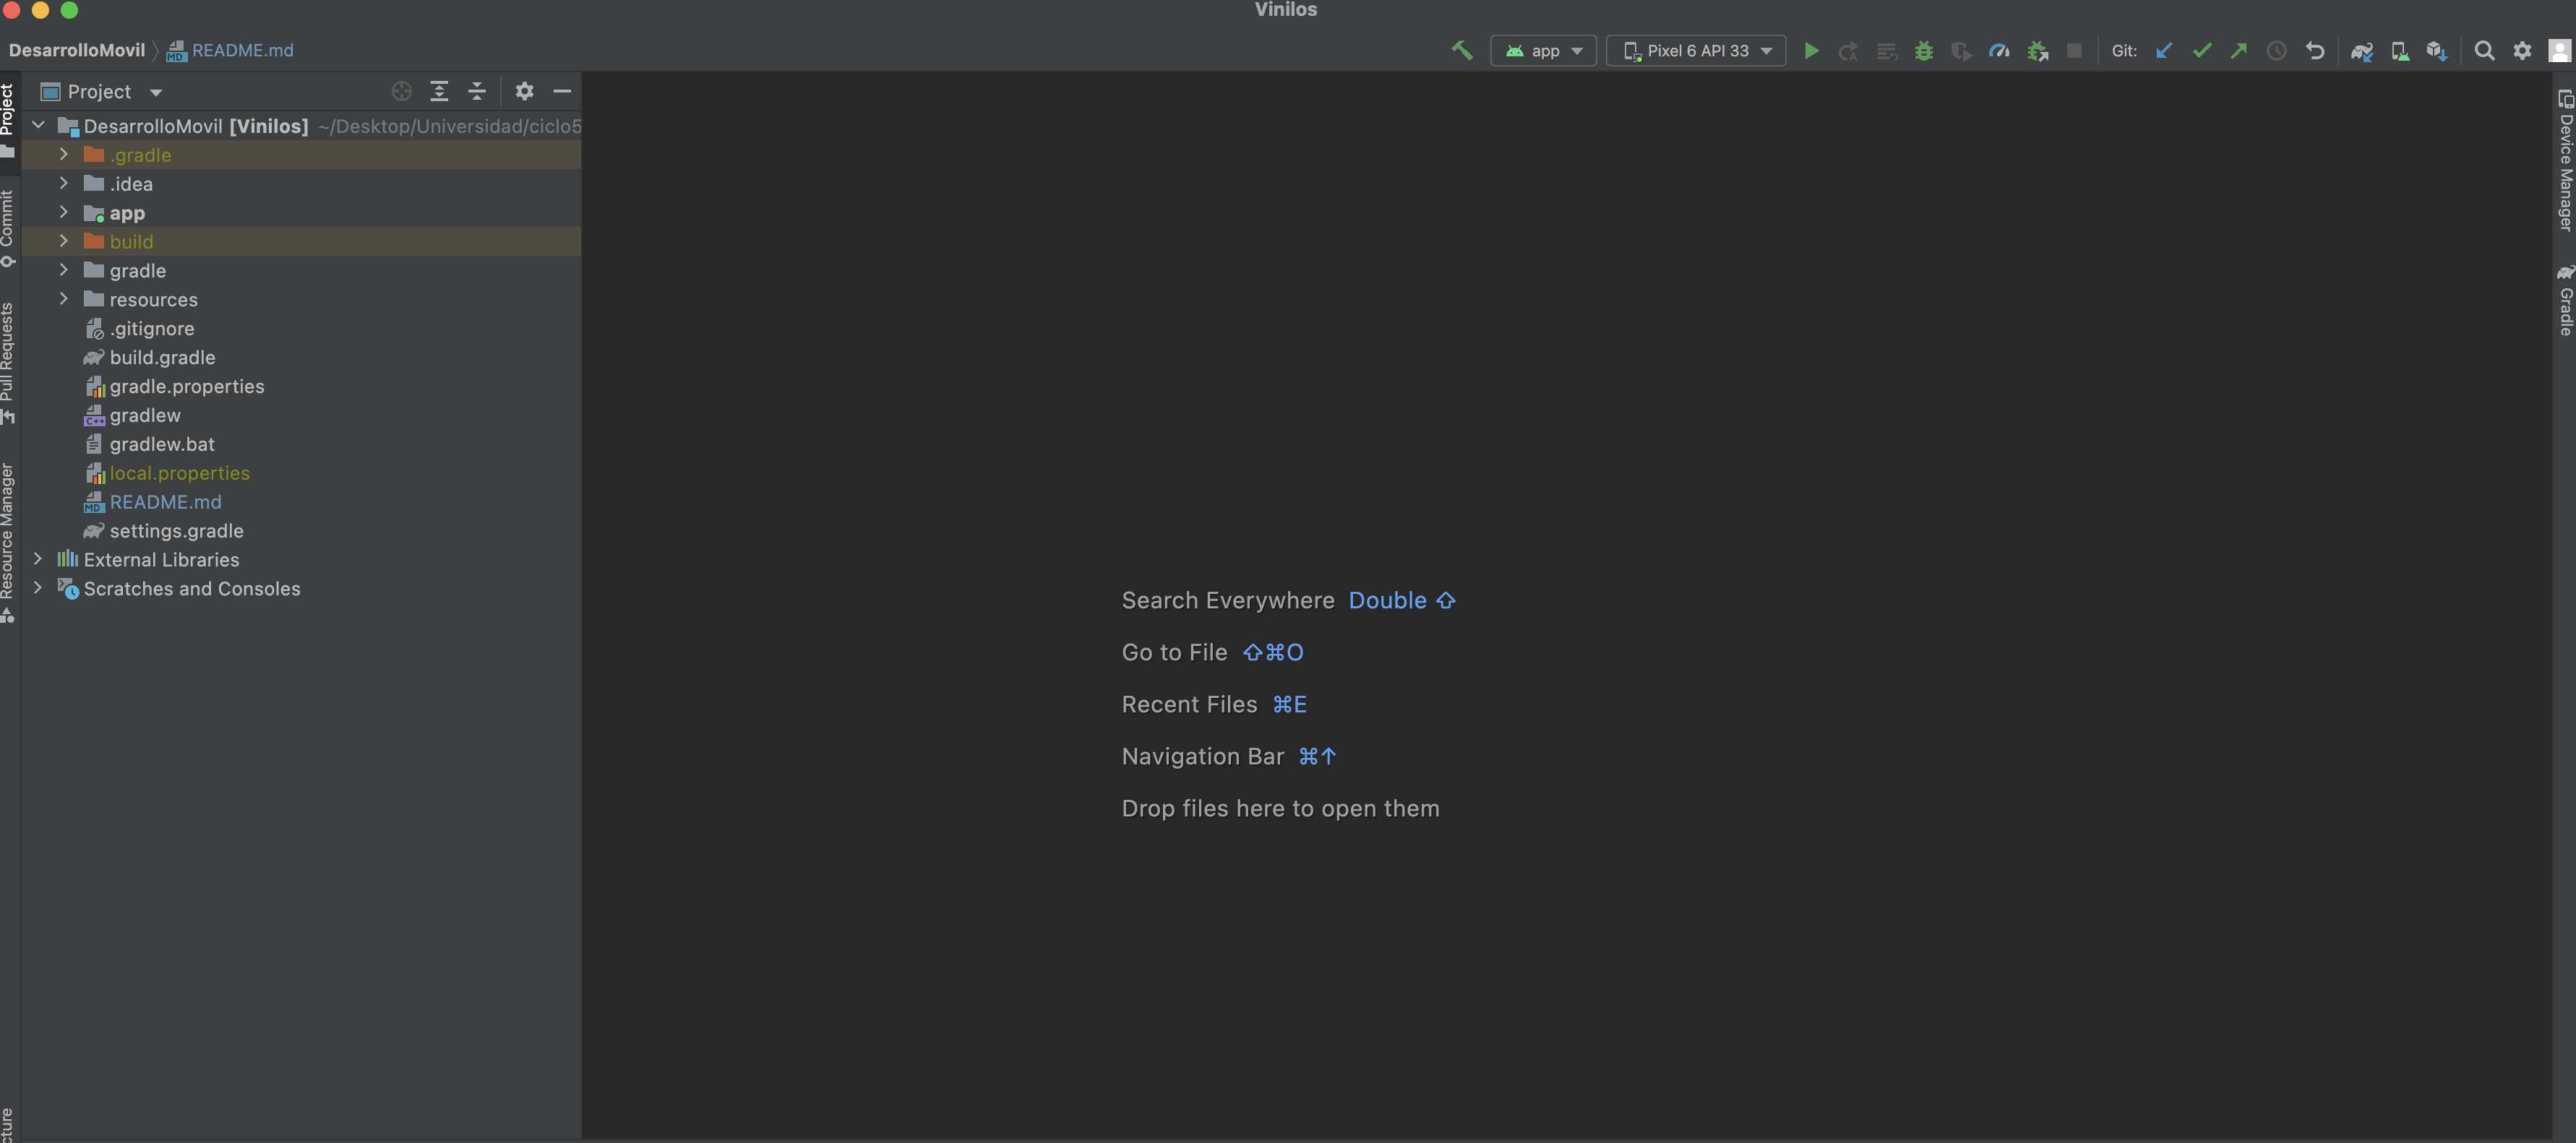 Vinilos
DesarrolloMovil README.md
app
Pixel 6 API 33
Git:
Project
DesarrolloMovil [Vinilos] ~/Desktop/Universidad/ciclo5
.gradle
.idea
app
build
gradle
resources
.gitignore
build.gradle
gradle.properties
C++ gradlew
gradlew.bat
local.properties
MD README.md
settings.gradle
External Libraries
Scratches and Consoles
Project
Commit
Pull Requests
Resource Manager
cture
Search Everywhere Double ⇧
Go to File ⇧⌘O
Recent Files ⌘E
Navigation Bar ⌘↑
Drop files here to open them
Device Manager
Gradle